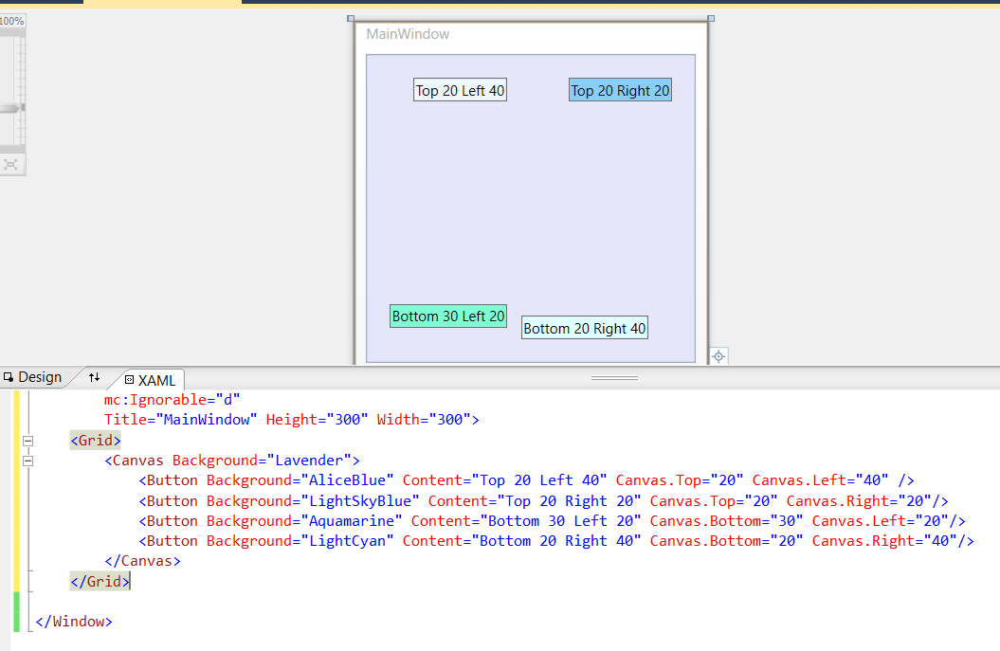 100%
MainWindow
Top 20 Left 40
Top 20 Right 20
Bottom 30 Left 20
Bottom 20 Right 40
Design
XAML
mc:Ignorable="d"
Title="MainWindow" Height="300" Width="300">
<Grid>
<Canvas Background="Lavender">
<Button Background="AliceBlue" Content="Top 20 Left 40" Canvas.Top="20" Canvas.Left="40" />
<Button Background="LightSkyBlue" Content="Top 20 Right 20" Canvas.Top="20" Canvas.Right="20"/>
<Button Background="Aquamarine" Content="Bottom 30 Left 20" Canvas.Bottom="30" Canvas.Left="20"/>
<Button Background="LightCyan" Content="Bottom 20 Right 40" Canvas.Bottom="20" Canvas.Right="40"/>
</Canvas>
</Grid>
</Window>